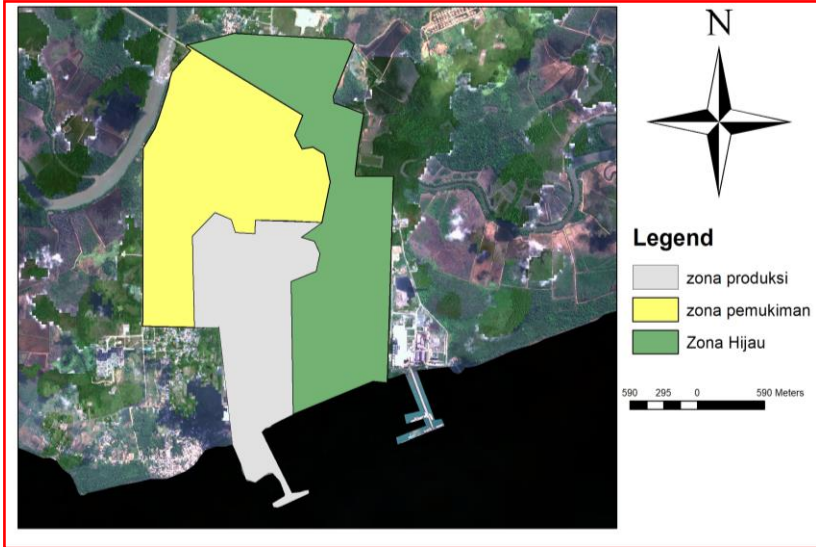 N
Legend
zona produksi
zona pemukiman
Zona Hijau
590 295 0 590 Meters